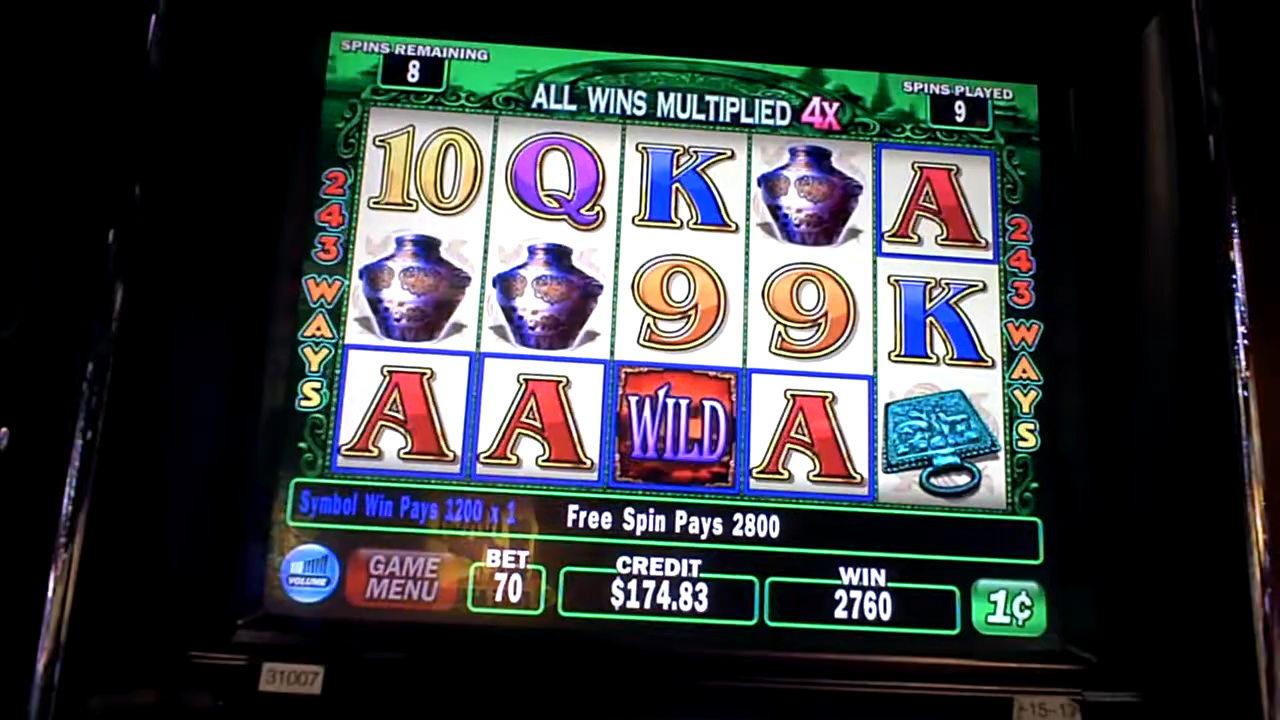 SPINS REMAINING
8
ALL WINS MULTIPLIED 4X
SPINS PLAYED
9
243 WAYS
10 Q K A
9 9 K
A A WILD A
243 WAYS
Symbol Win Pays 1200 x 1
Free Spin Pays 2800
VOLUME
GAME MENU
BET
70
CREDIT
$174.83
WIN
2760
1¢
31007